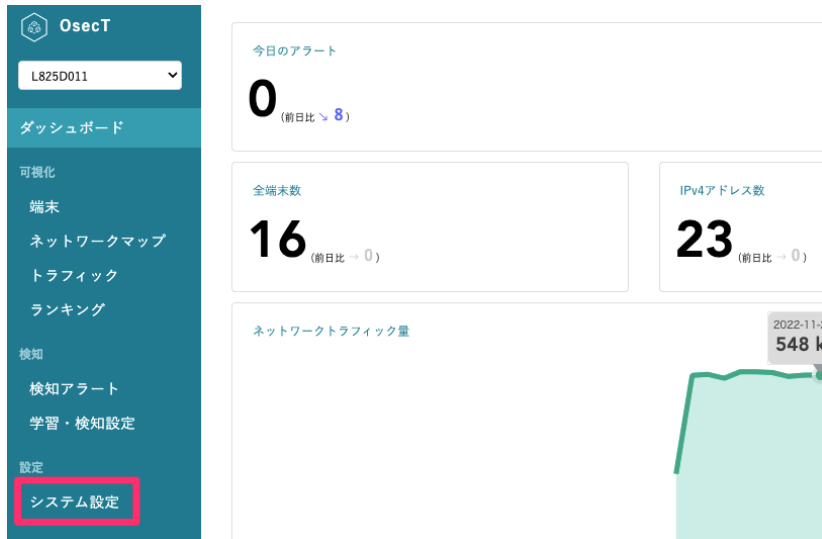 OsecT
L825D011
ダッシュボード
可視化
端末
ネットワークマップ
トラフィック
ランキング
検知
検知アラート
学習・検知設定
設定
システム設定
今日のアラート
0 (前日比 ↘ 8)
全端末数
16 (前日比 → 0)
IPv4アドレス数
23 (前日比 → 0)
ネットワークトラフィック量
2022-11-
548